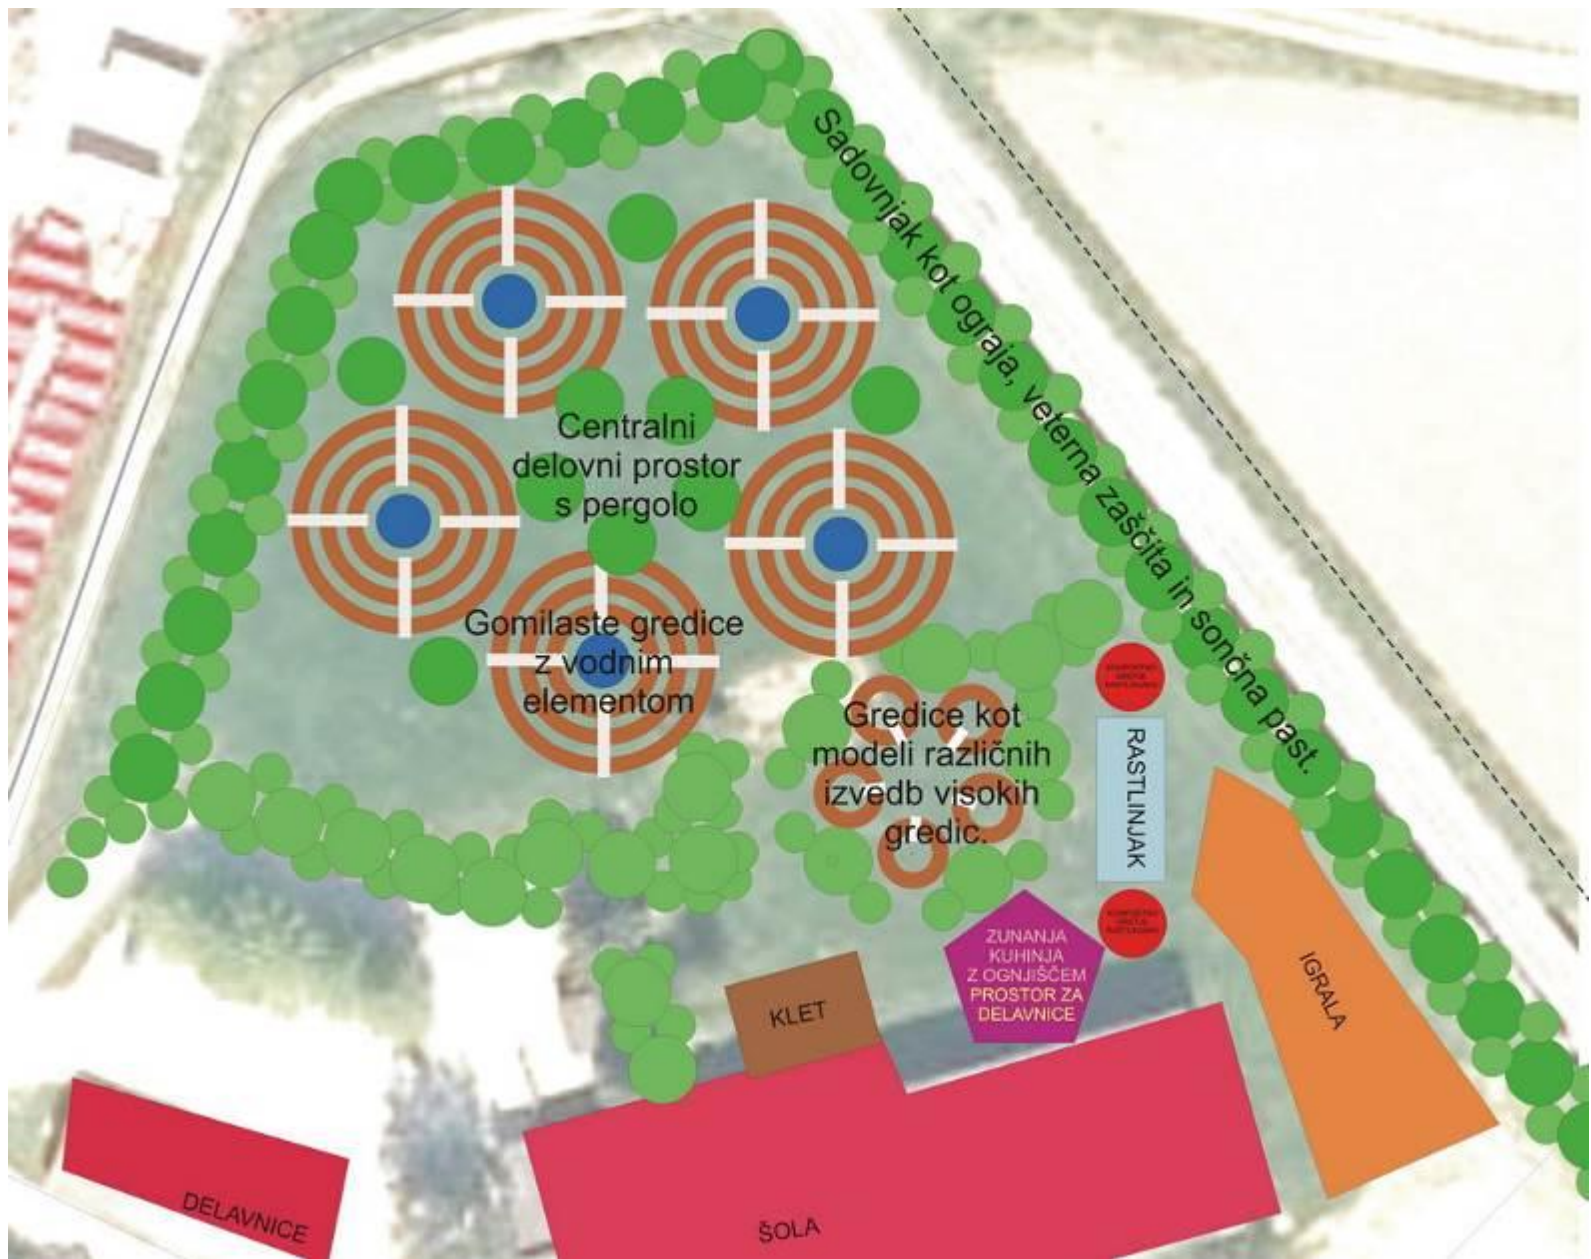 Sadovnjak kot ograja, veterna zaščita in sončna past.
Centralni
delovni prostor
s pergolo
Gomilaste gredice
z vodnim
elementom
Gredice kot
modeli različnih
izvedb visokih
gredic.
RASTLINJAK
ZUNANJA
KUHINJA
Z OGNJIŠČEM
PROSTOR ZA
DELAVNICE
IGRALA
KLET
DELAVNICE
ŠOLA